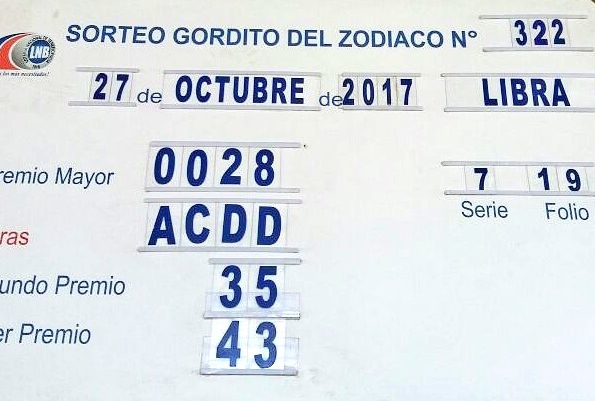 SORTEO GORDITO DEL ZODIACO N° 322
LNB
27 de OCTUBRE de 2017 LIBRA
remio Mayor 0028 7 19
Serie Folio
ras ACDD
undo Premio 35
er Premio 43